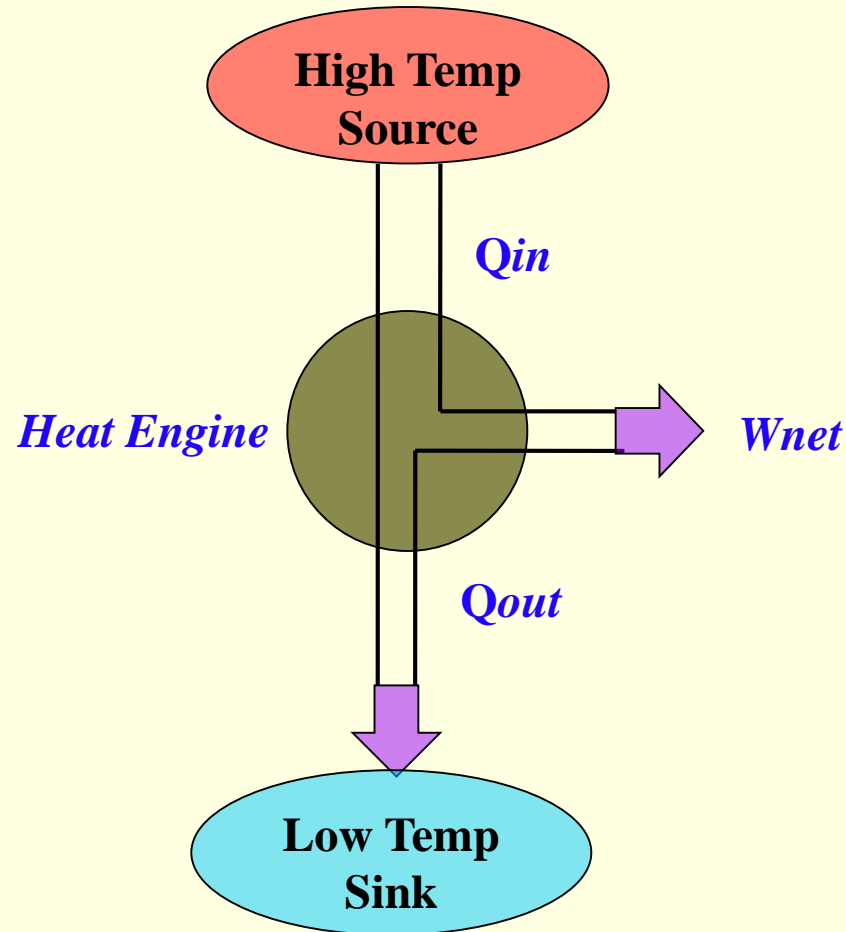 High Temp
Source
Qin
Heat Engine
Wnet
Qout
Low Temp
Sink